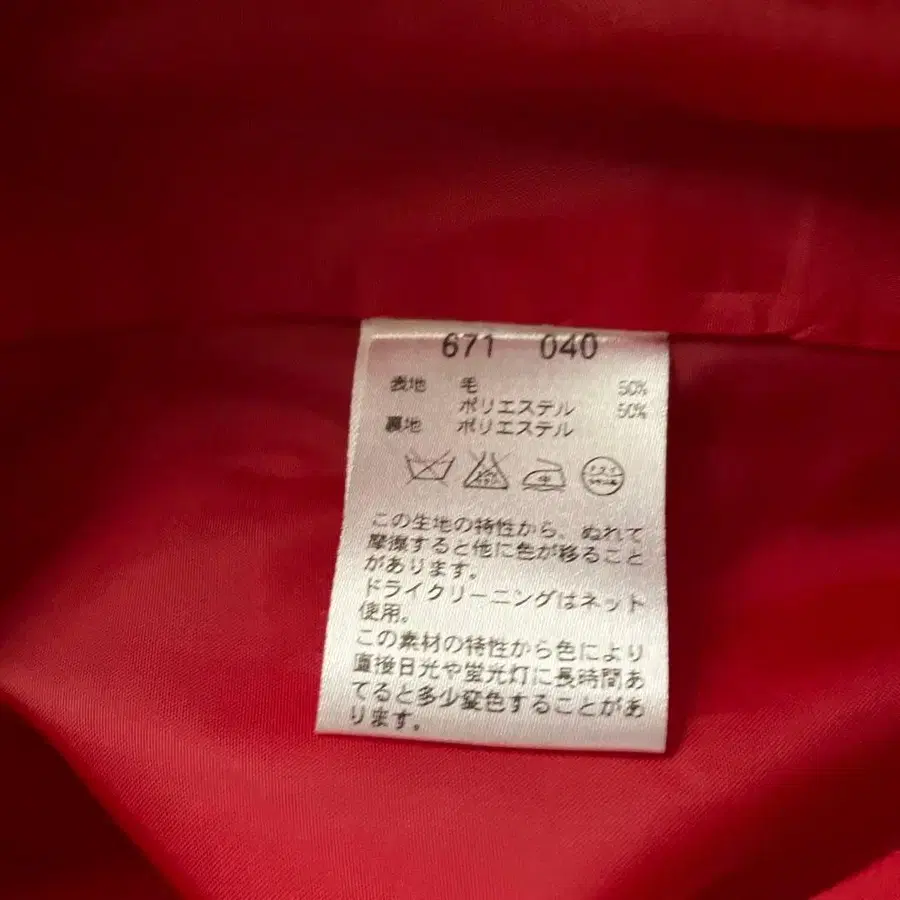 671 040
表地 毛 50%
ポリエステル 50%
裏地 ポリエステル
中
この生地の特性から、ぬれて
摩擦すると他に色が移ること
があります。
ドライクリーニングはネット
使用。
この素材の特性から色により
直接日光や蛍光灯に長時間あ
てると多少変色することがあ
ります。